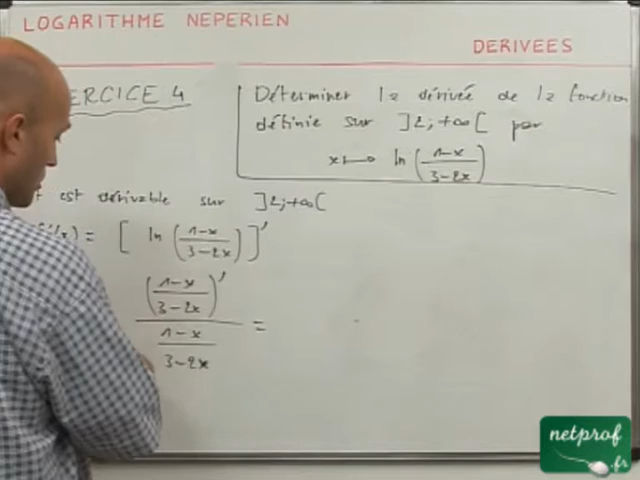 LOGARITHME NEPERIEN
DERIVEES
ERCICE 4
Déterminer la dérivée de la fonction
définie sur ]2;+∞[ par
x ↦ ln(1-x/3-2x)
est dérivable sur ]2;+∞[
(x) = [ ln (1-x/3-2x) ]'
(1-x/3-2x)' / (1-x/3-2x) =
netprof
.fr